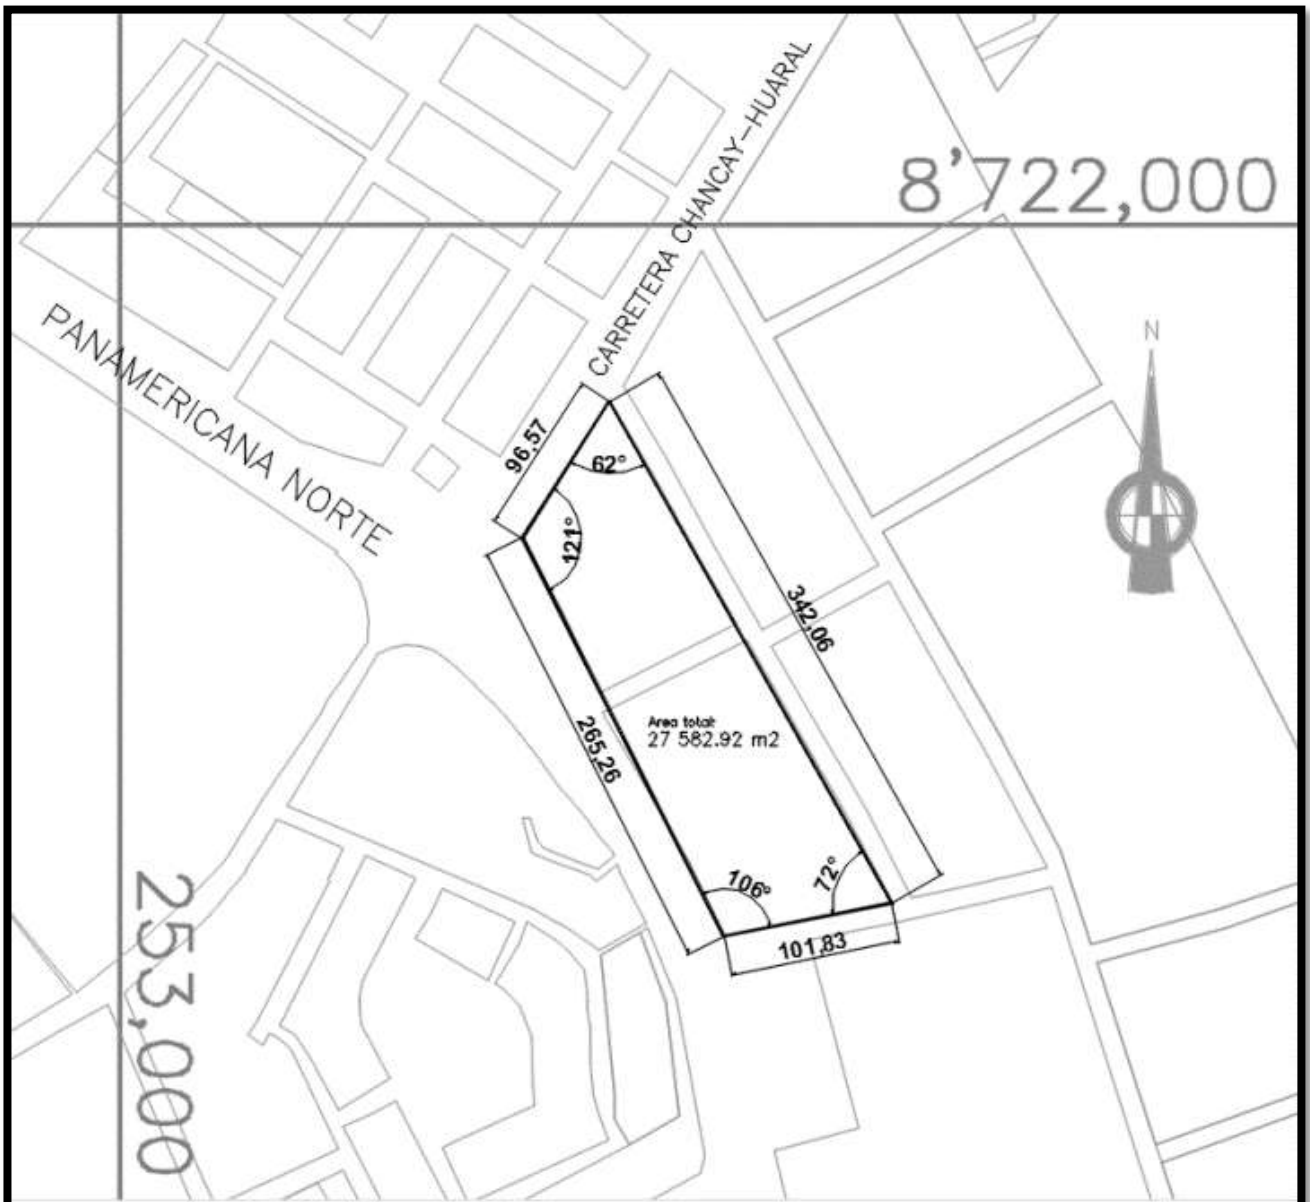 CARRETERA CHANCAY-HUARAL
8'722,000
PANAMERICANA NORTE
N
96,57
62°
121°
342,06
265,26
Area total:
27 582.92 m2
106°
72°
101,83
253,000